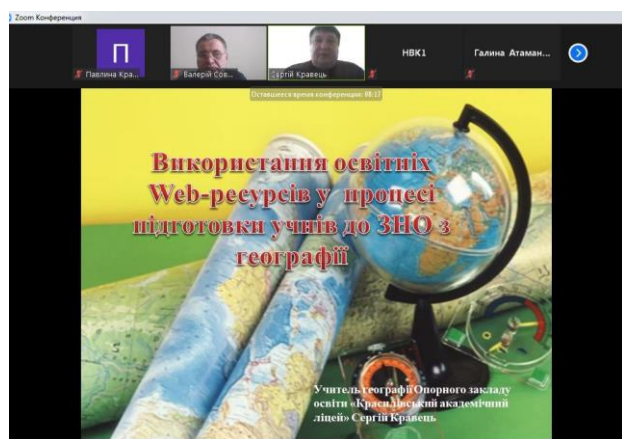 Zoom Конференция
П
НВК1
Галина Атаман...
Павлина Кра...
Валерій Сов...
Сергій Кравець
Оставшееся время конференции: 08:17
Використання освітніх
Web-ресурсів у процесі
підготовки учнів до ЗНО з
географії
Учитель географії Опорного закладу
освіти «Красилівський академічний
ліцей» Сергій Кравець